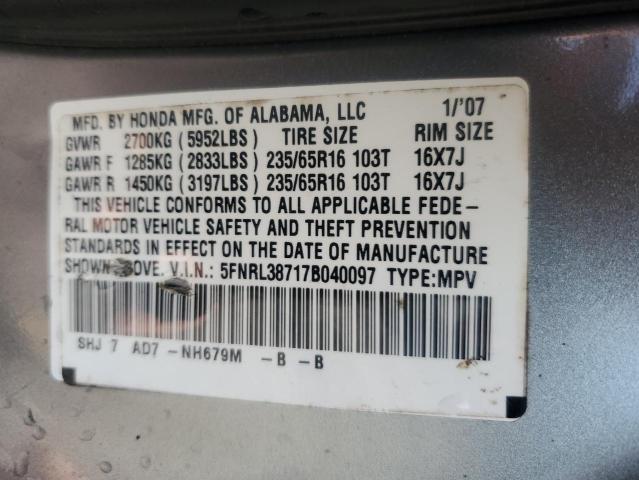 MFD. BY HONDA MFG. OF ALABAMA, LLC 1/'07
GVWR 2700KG (5952LBS) TIRE SIZE RIM SIZE
GAWR F 1285KG (2833LBS) 235/65R16 103T 16X7J
GAWR R 1450KG (3197LBS) 235/65R16 103T 16X7J
THIS VEHICLE CONFORMS TO ALL APPLICABLE FEDE-
RAL MOTOR VEHICLE SAFETY AND THEFT PREVENTION
STANDARDS IN EFFECT ON THE DATE OF MANUFACTURE
SHOWN V.I.N.: 5FNRL38717B040097 TYPE:MPV
SHJ 7 AD7 -NH679M -B -B